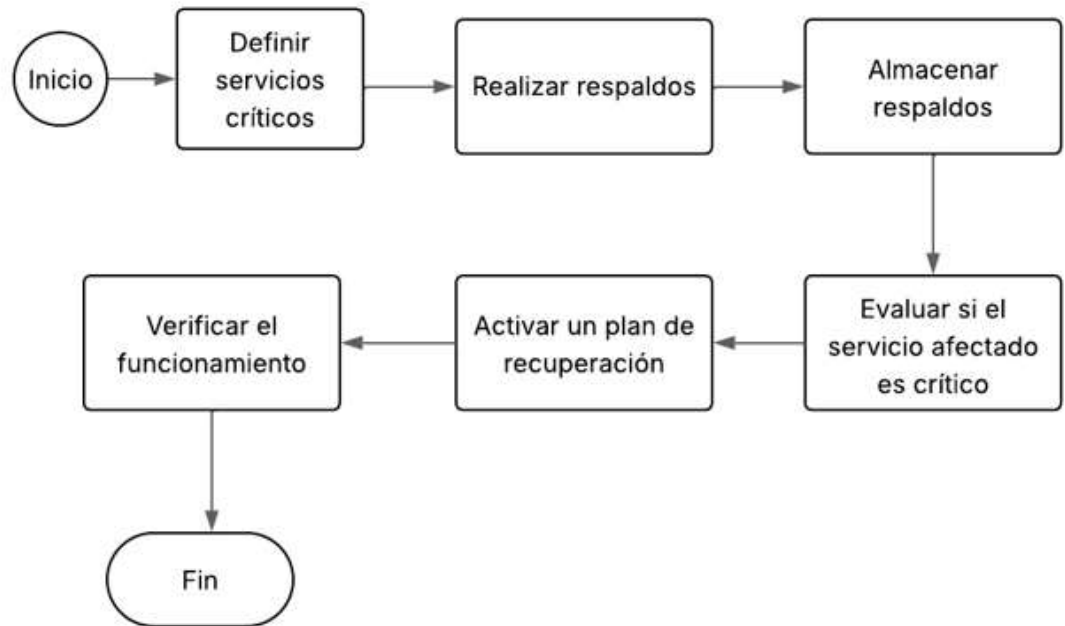 Inicio
Definir
servicios
críticos
Realizar respaldos
Almacenar
respaldos
Evaluar si el
servicio afectado
es crítico
Activar un plan de
recuperación
Verificar el
funcionamiento
Fin